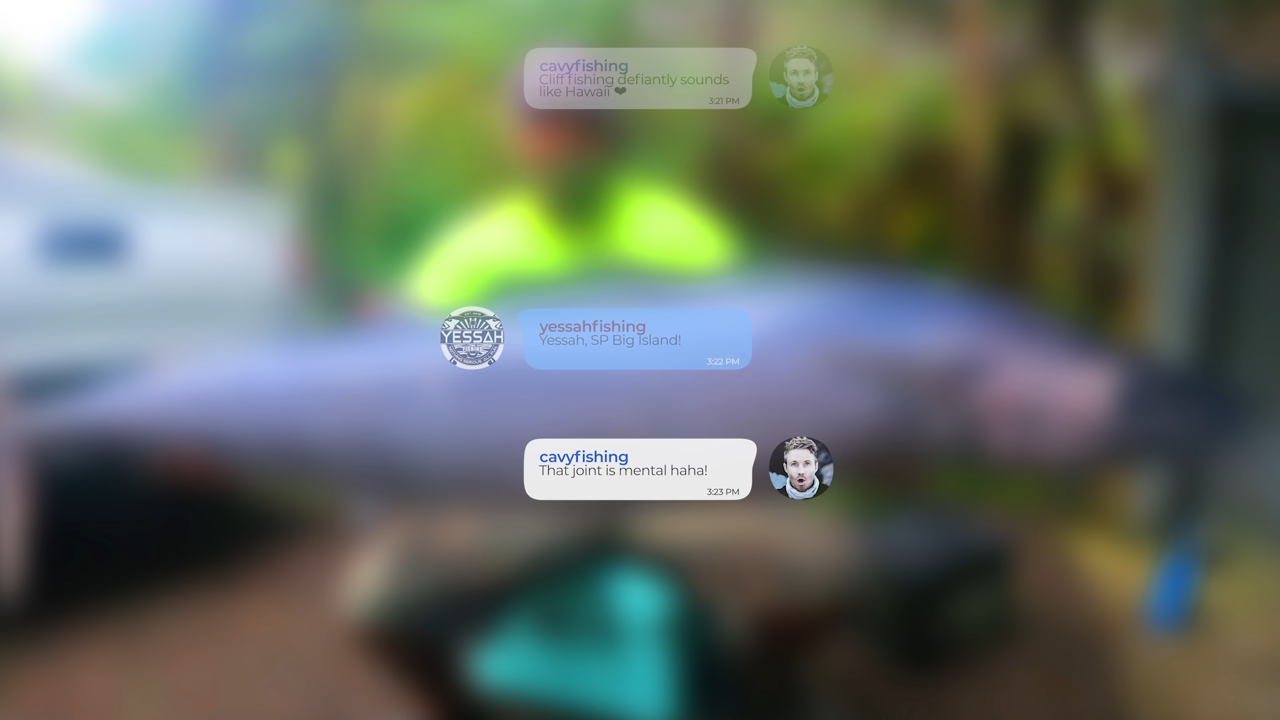 cavyfishing
Cliff fishing defiantly sounds
like Hawaii ❤
3:21 PM
YESSAH
yessahfishing
Yessah, SP Big Island!
3:22 PM
cavyfishing
That joint is mental haha!
3:23 PM